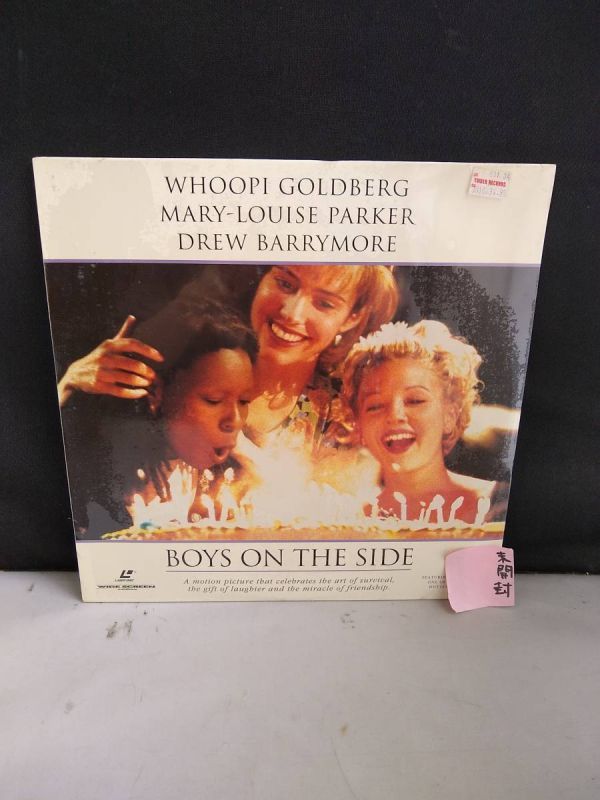 WHOOPI GOLDBERG
MARY-LOUISE PARKER
DREW BARRYMORE
TOWER RECORDS
BOYS ON THE SIDE
A motion picture that celebrates the art of survival,
the gift of laughter and the miracle of friendship.
WIDE SCREEN
未開封